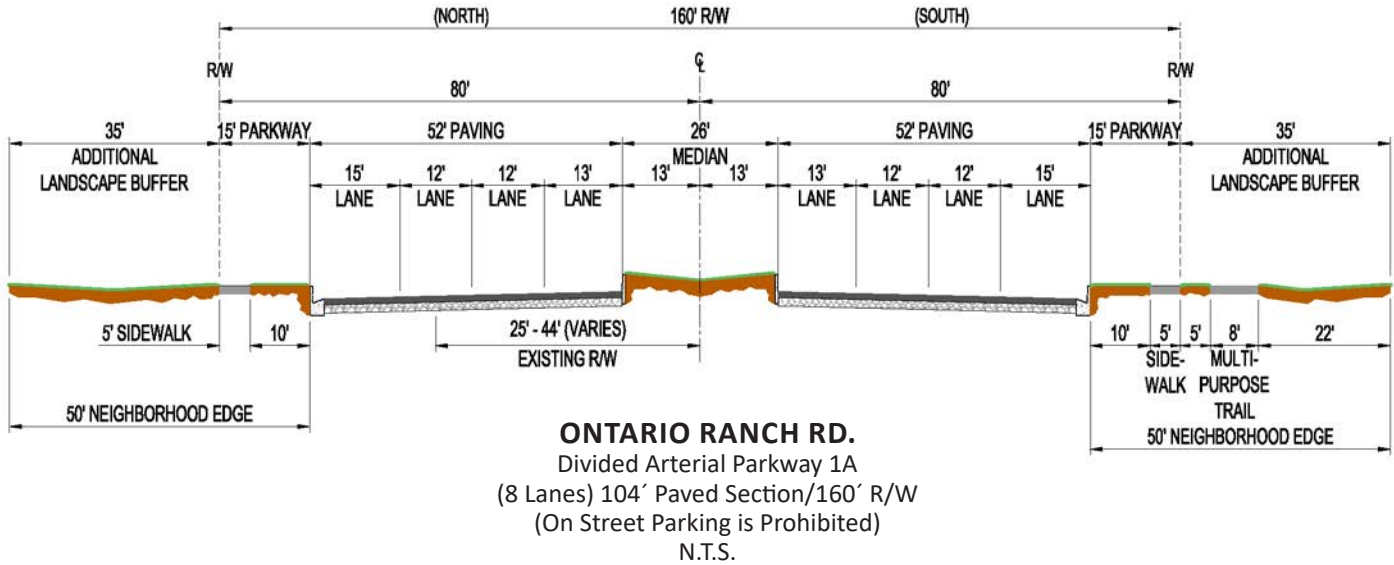 (NORTH) 160' R/W (SOUTH)
R/W ℄ R/W
80' 80'
35' 15' PARKWAY 52' PAVING 26' 52' PAVING 15' PARKWAY 35'
ADDITIONAL MEDIAN ADDITIONAL
LANDSCAPE BUFFER 15' 12' 12' 13' 13' 13' 13' 12' 12' 15' LANDSCAPE BUFFER
LANE LANE LANE LANE LANE LANE LANE LANE
5' SIDEWALK 10' 25' - 44' (VARIES) 10' 5' 5' 8' 22'
EXISTING R/W SIDE- MULTI-
WALK PURPOSE
TRAIL
50' NEIGHBORHOOD EDGE 50' NEIGHBORHOOD EDGE
ONTARIO RANCH RD.
Divided Arterial Parkway 1A
(8 Lanes) 104´ Paved Section/160´ R/W
(On Street Parking is Prohibited)
N.T.S.